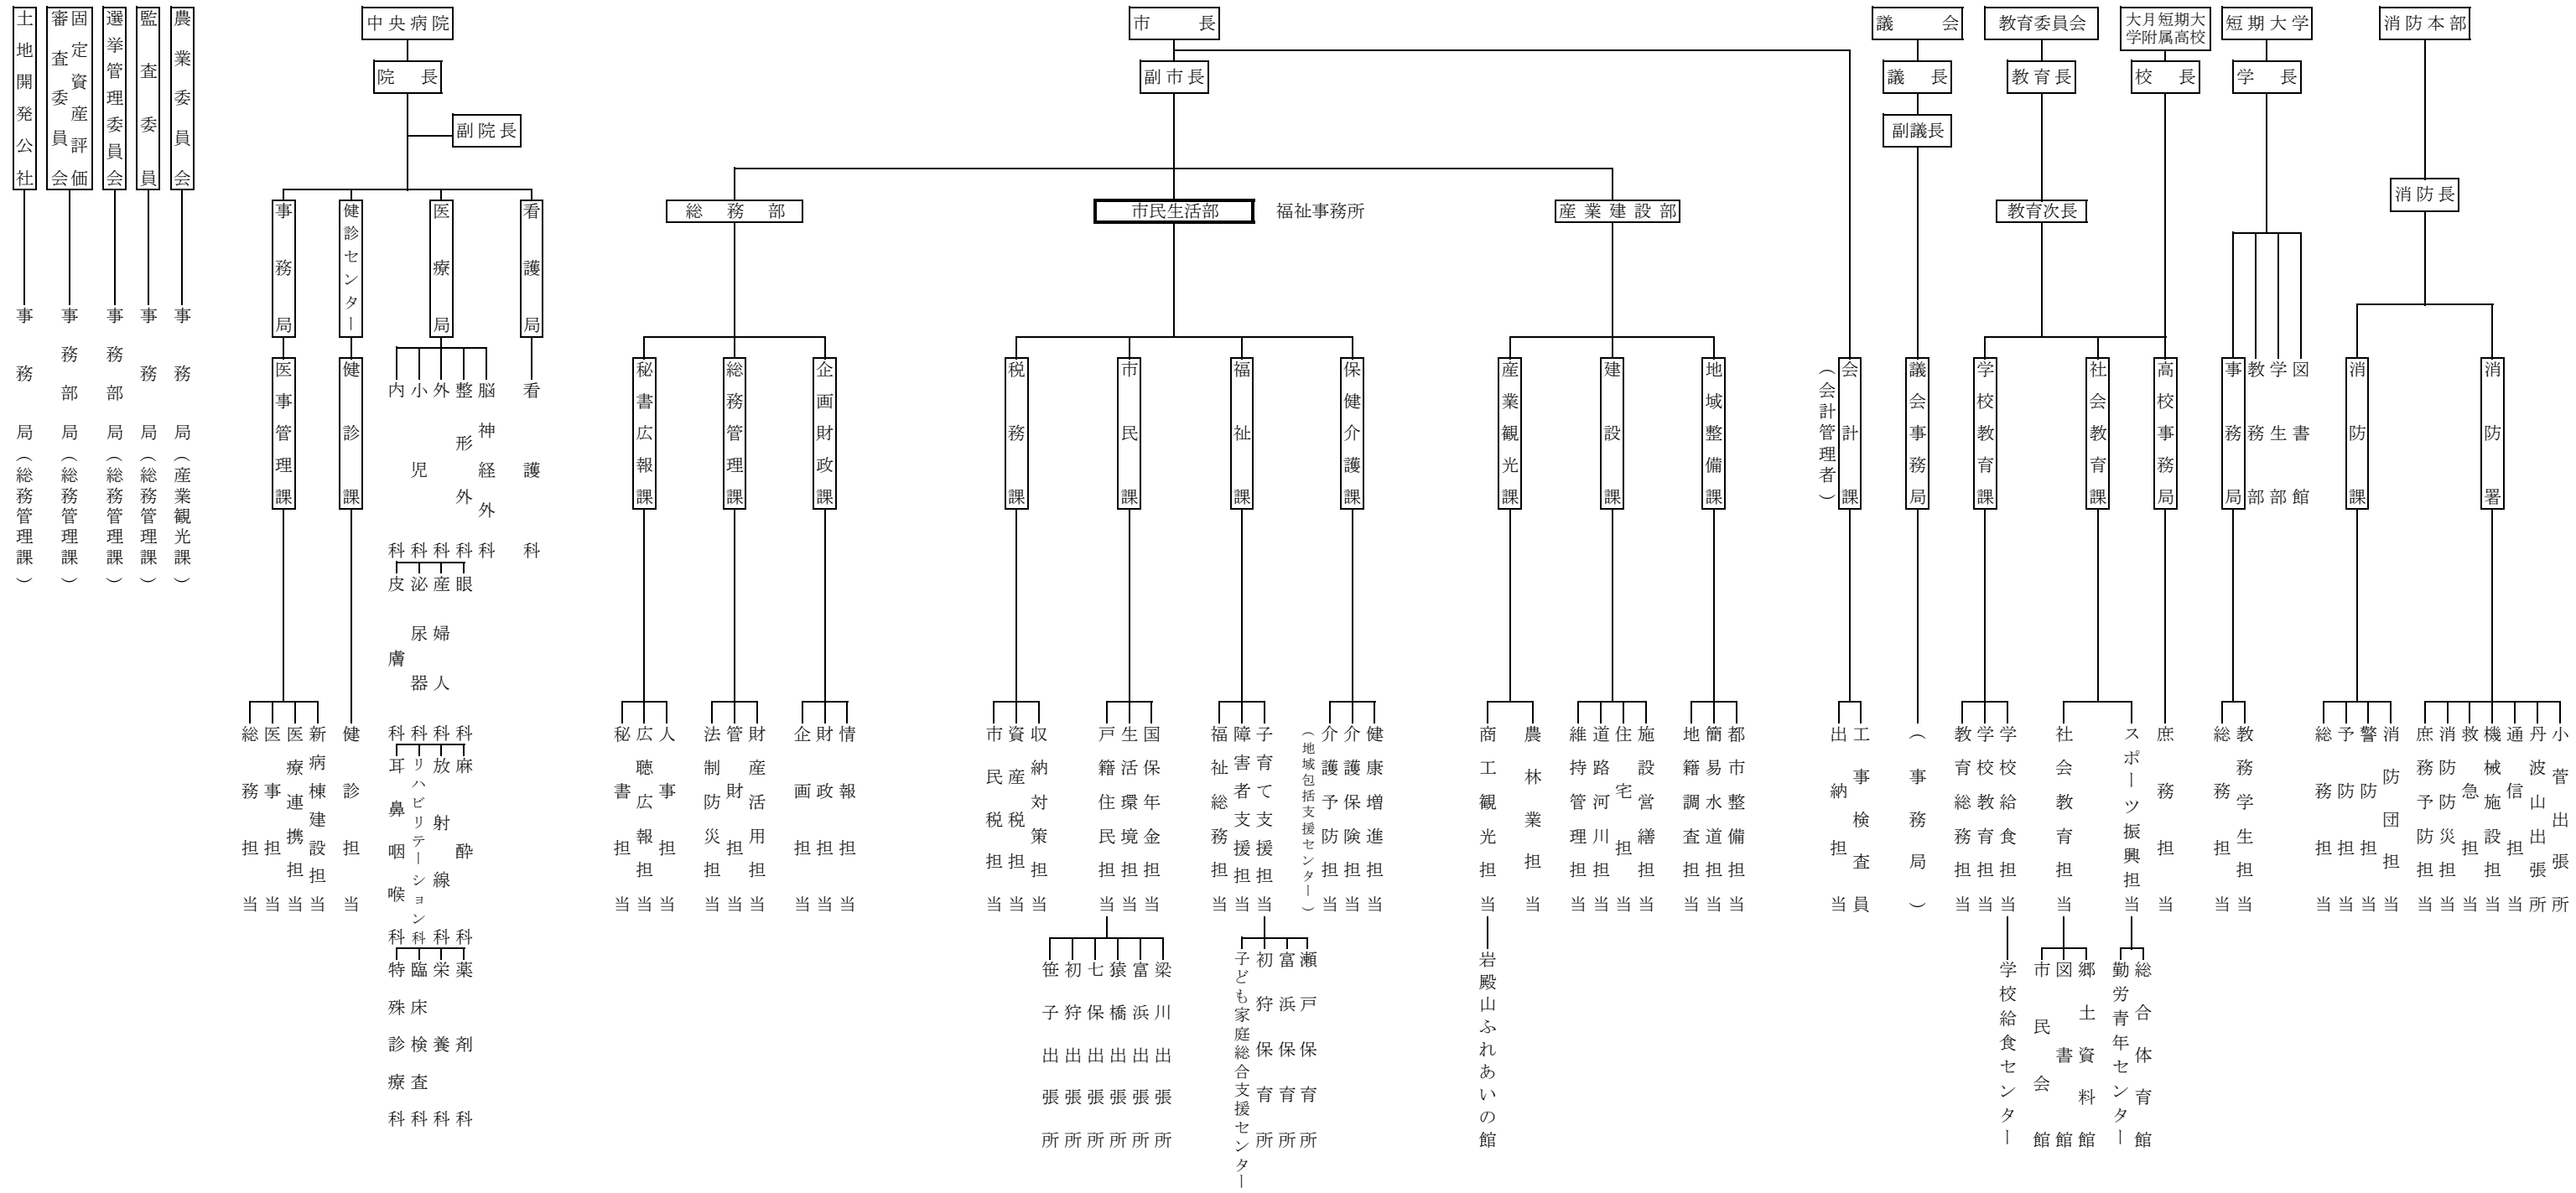 土地開発公社
事務局（総務管理課）
固定資産評価
審査委員会
事務部局（総務管理課）
選挙管理委員会
事務部局（総務管理課）
監査委員
事務局（総務管理課）
農業委員会
事務局（産業観光課）
中央病院
院長
副院長
事務局
医事管理課
総務担当
医事担当
医療連携担当
新病棟建設担当
健診センター
健診課
健診担当
医療局
内科
小児科
外科
整形外科
脳神経外科
皮膚科
泌尿器科
産婦人科
眼科
耳鼻咽喉科
リハビリテーション科
放射線科
麻酔科
特殊診療科
臨床検査科
栄養科
薬剤科
看護局
看護科
市長
副市長
総務部
秘書広報課
秘書担当
広聴広報担当
人事担当
総務管理課
法制防災担当
管財担当
財産活用担当
企画財政課
企画担当
財政担当
情報担当
市民生活部
福祉事務所
税務課
市民税担当
資産税担当
収納対策担当
市民課
戸籍住民担当
生活環境担当
国保年金担当
笹子出張所
初狩出張所
七保出張所
猿橋出張所
富浜出張所
梁川出張所
福祉課
福祉総務担当
障害者支援担当
子育て支援担当
子ども家庭総合支援センター
初狩保育所
富浜保育所
瀬戸保育所
保健介護課
（地域包括支援センター）
介護予防担当
介護保険担当
健康増進担当
産業建設部
産業観光課
商工観光担当
岩殿山ふれあいの館
農林業担当
建設課
維持管理担当
道路河川担当
住宅担当
施設営繕担当
地域整備課
地籍調査担当
簡易水道担当
都市整備担当
（会計管理者）
会計課
出納担当
工事検査員
議会
議長
副議長
議会事務局
（事務局）
教育委員会
教育長
教育次長
学校教育課
教育総務担当
学校教育担当
学校給食担当
学校給食センター
社会教育課
社会教育担当
市民会館
図書館
郷土資料館
スポーツ振興担当
勤労青年センター
総合体育館
大月短期大
学附属高校
校長
高校事務局
庶務担当
短期大学
学長
事務局
教務部
学生部
図書館
総務担当
教務学生担当
消防本部
消防長
消防課
総務担当
予防担当
警防担当
消防団担当
消防署
庶務予防担当
消防防災担当
救急担当
機械施設担当
通信担当
丹波山出張所
小菅出張所